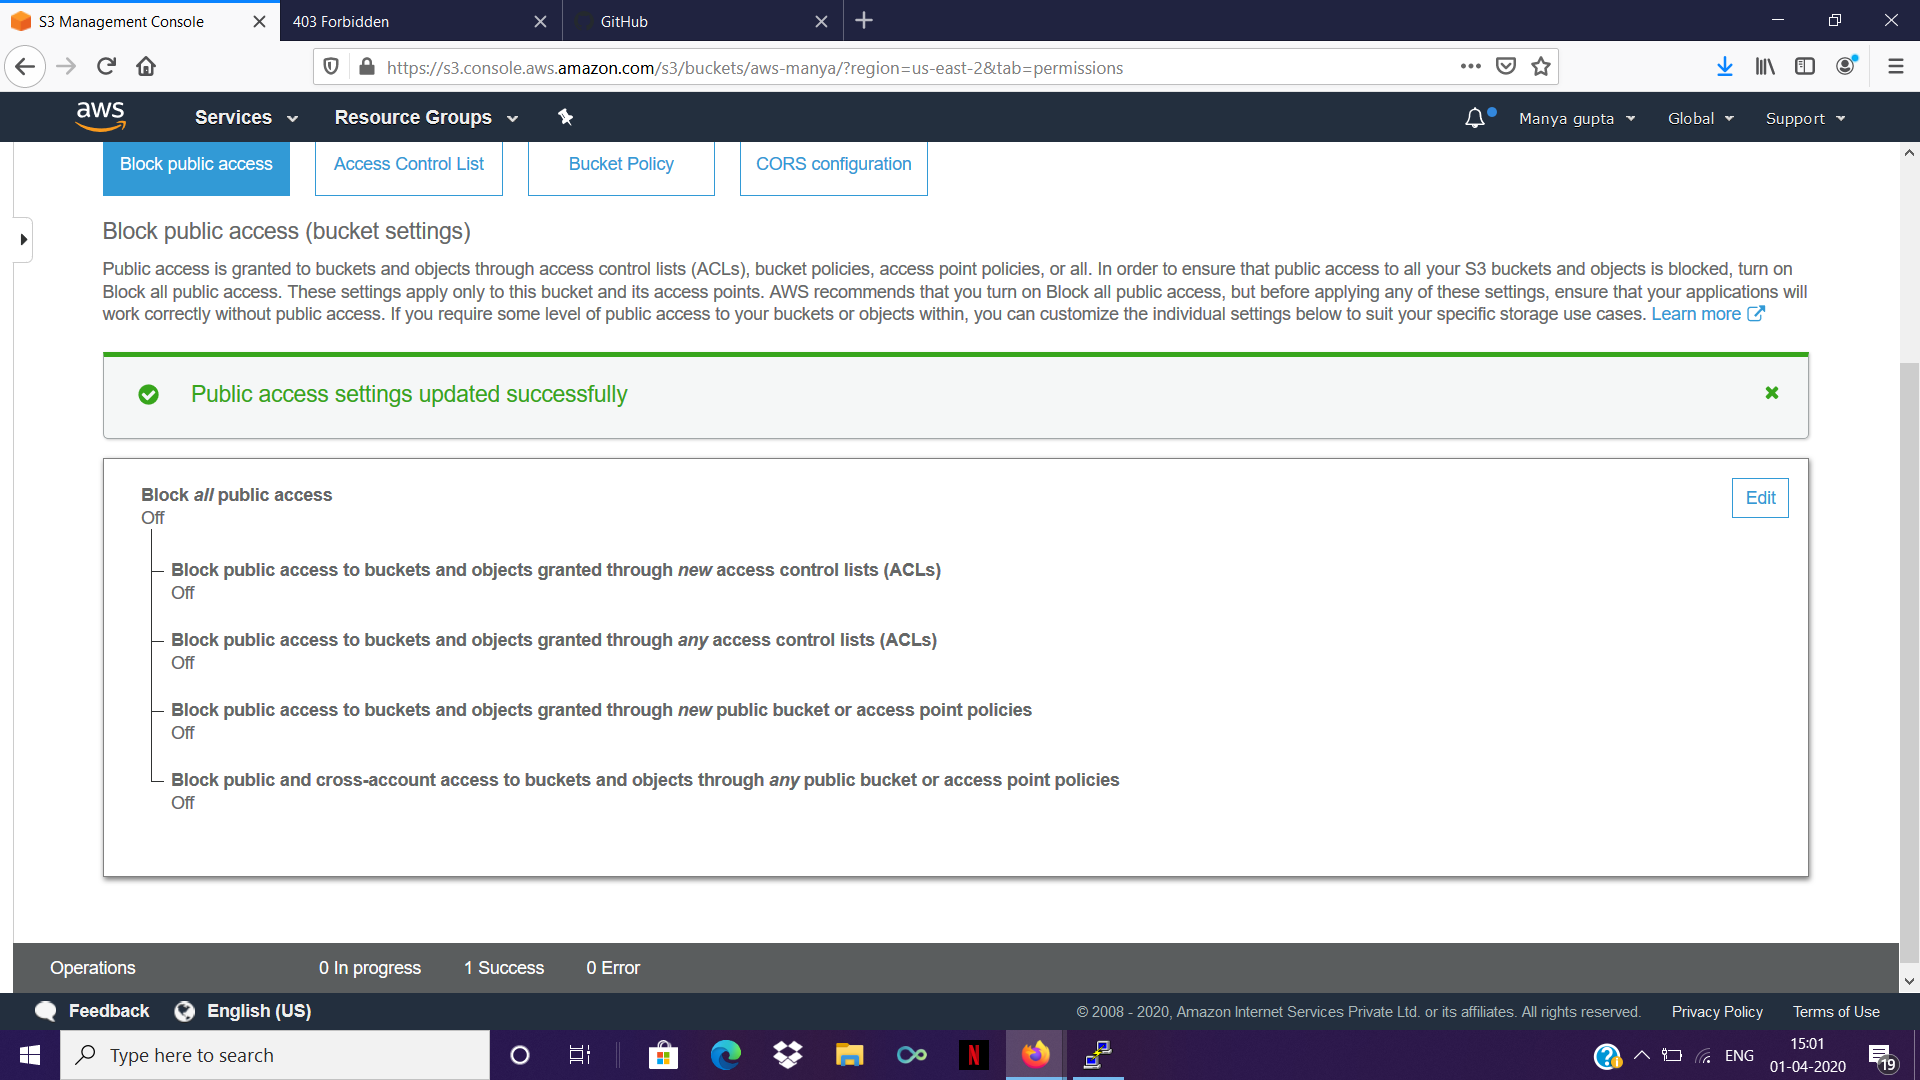 S3 Management Console
403 Forbidden
GitHub
https://s3.console.aws.amazon.com/s3/buckets/aws-manya/?region=us-east-2&tab=permissions
aws
Services
Resource Groups
Manya gupta
Global
Support
Block public access
Access Control List
Bucket Policy
CORS configuration
Block public access (bucket settings)
Public access is granted to buckets and objects through access control lists (ACLs), bucket policies, access point policies, or all. In order to ensure that public access to all your S3 buckets and objects is blocked, turn on
Block all public access. These settings apply only to this bucket and its access points. AWS recommends that you turn on Block all public access, but before applying any of these settings, ensure that your applications will
work correctly without public access. If you require some level of public access to your buckets or objects within, you can customize the individual settings below to suit your specific storage use cases. Learn more
Public access settings updated successfully
Block all public access
Off
Edit
Block public access to buckets and objects granted through new access control lists (ACLs)
Off
Block public access to buckets and objects granted through any access control lists (ACLs)
Off
Block public access to buckets and objects granted through new public bucket or access point policies
Off
Block public and cross-account access to buckets and objects through any public bucket or access point policies
Off
Operations
0 In progress
1 Success
0 Error
Feedback
English (US)
© 2008 - 2020, Amazon Internet Services Private Ltd. or its affiliates. All rights reserved.
Privacy Policy
Terms of Use
Type here to search
N
ENG
15:01
01-04-2020
19